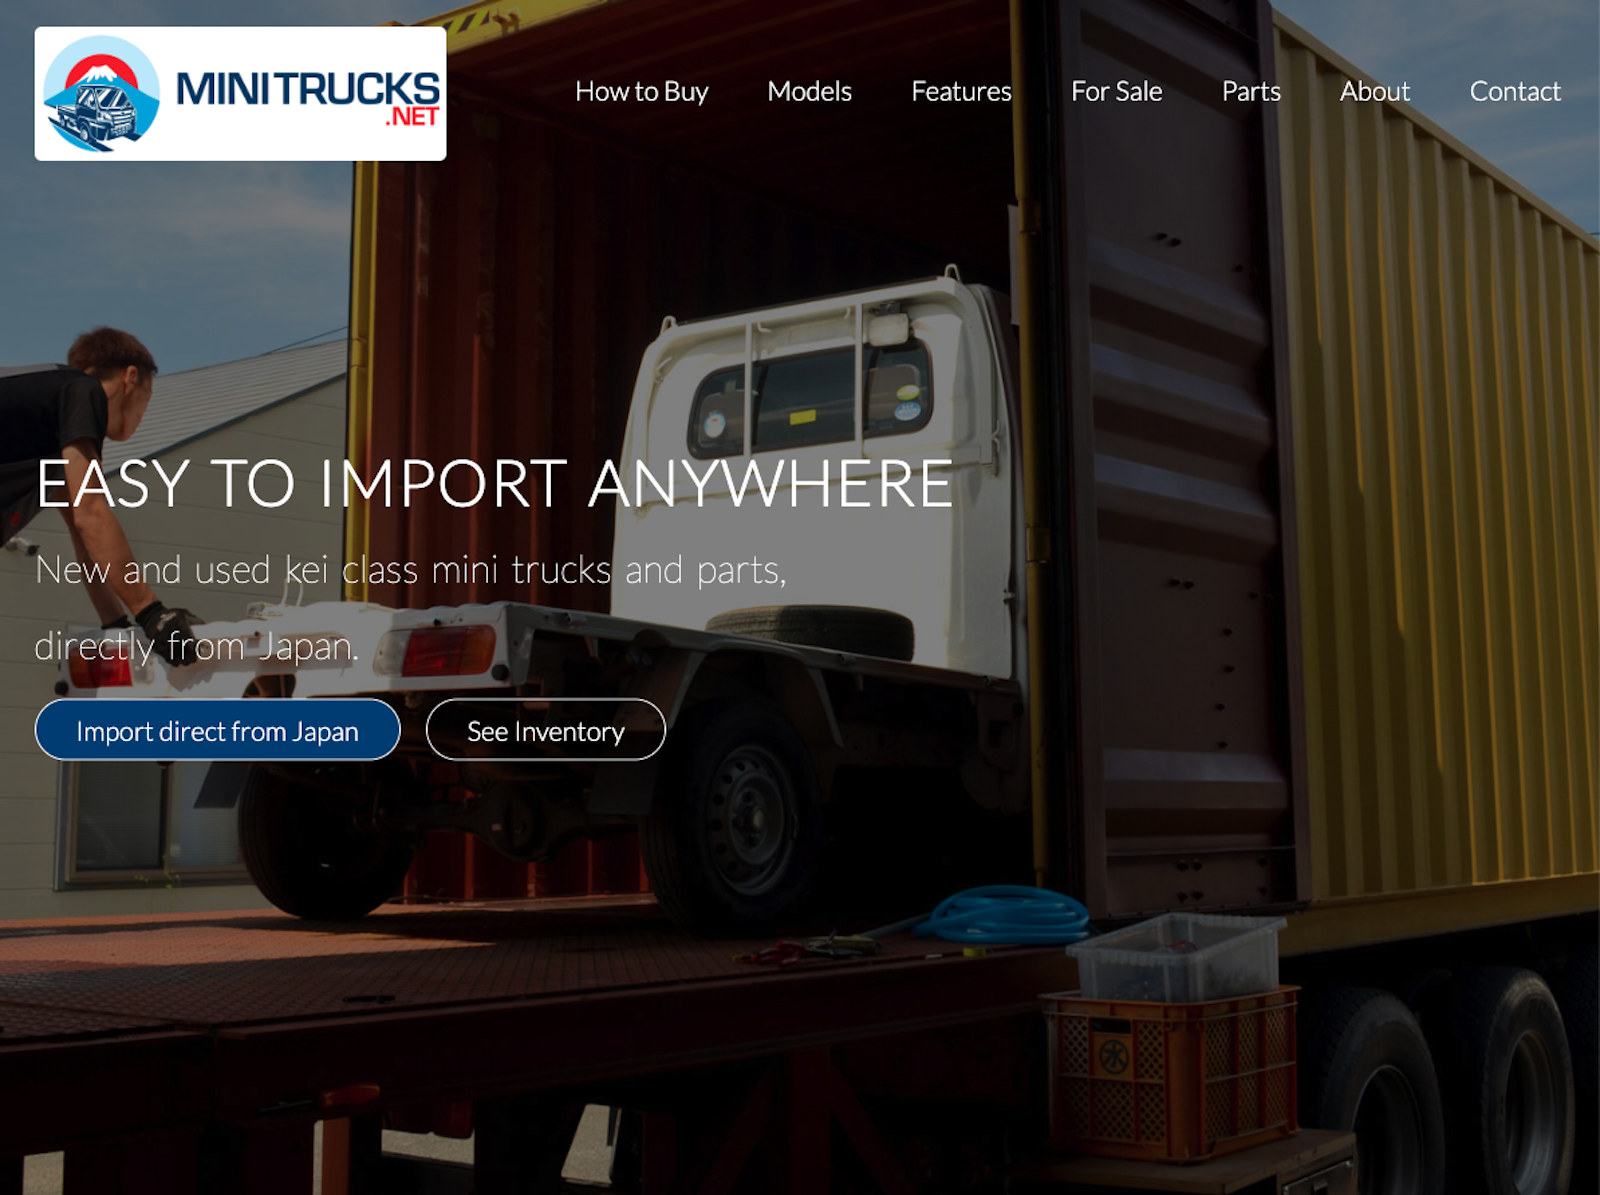 MINITRUCKS
.NET
How to Buy
Models
Features
For Sale
Parts
About
Contact
EASY TO IMPORT ANYWHERE
New and used kei class mini trucks and parts,
directly from Japan.
Import direct from Japan
See Inventory